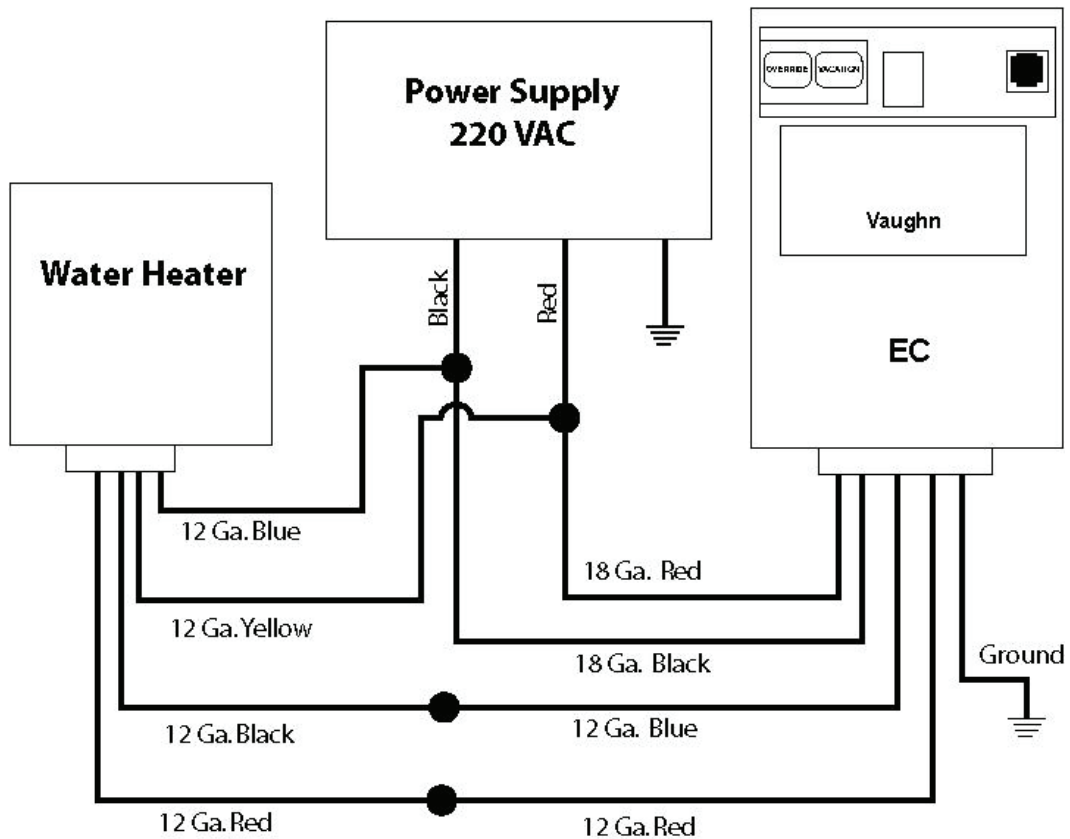 Power Supply
220 VAC
OVERRIDE
VACATION
Vaughn
Water Heater
Black
Red
EC
12 Ga. Blue
18 Ga. Red
12 Ga. Yellow
18 Ga. Black
Ground
12 Ga. Black
12 Ga. Blue
12 Ga. Red
12 Ga. Red